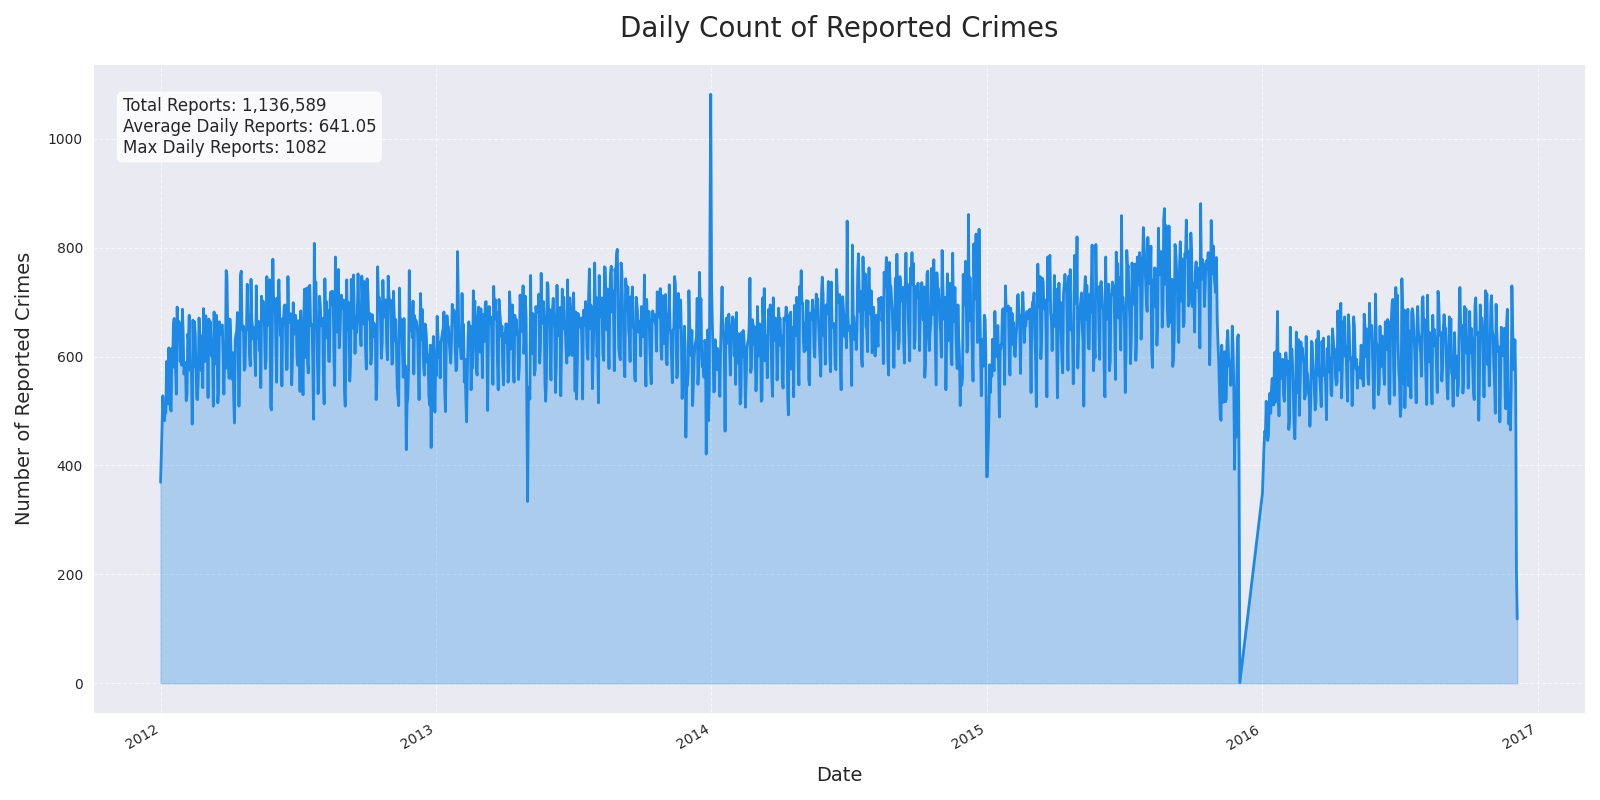 Daily Count of Reported Crimes
Total Reports: 1,136,589
Average Daily Reports: 641.05
Max Daily Reports: 1082
Number of Reported Crimes
1000
800
600
400
200
0
2012
2013
2014
2015
2016
2017
Date